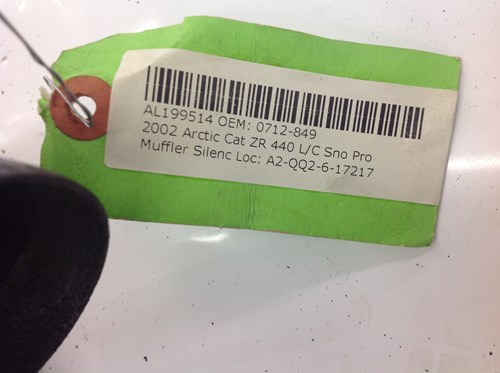 AL199514 OEM: 0712-849
2002 Arctic Cat ZR 440 L/C Sno Pro
Muffler Silenc Loc: A2-QQ2-6-17217